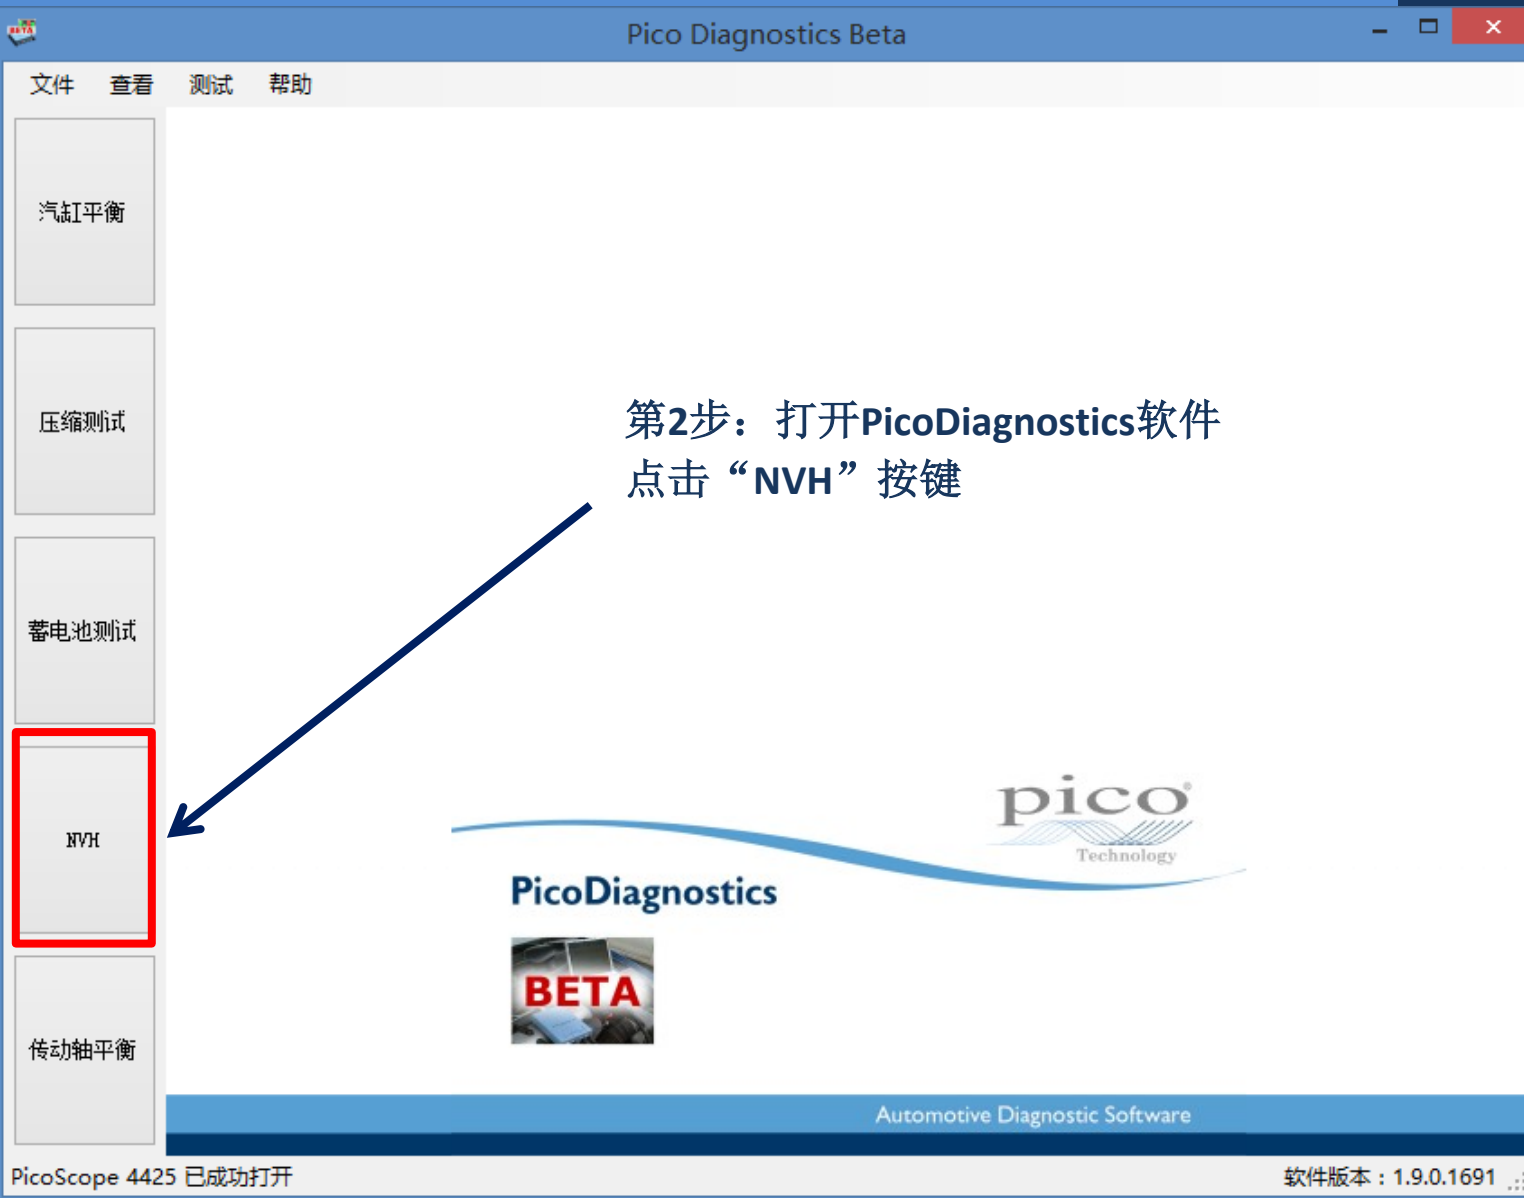 BETA
Pico Diagnostics Beta
文件 查看 测试 帮助
汽缸平衡
压缩测试
蓄电池测试
NVH
传动轴平衡
第2步：打开PicoDiagnostics软件
点击“NVH”按键
pico
Technology
PicoDiagnostics
BETA
Automotive Diagnostic Software
PicoScope 4425 已成功打开
软件版本：1.9.0.1691